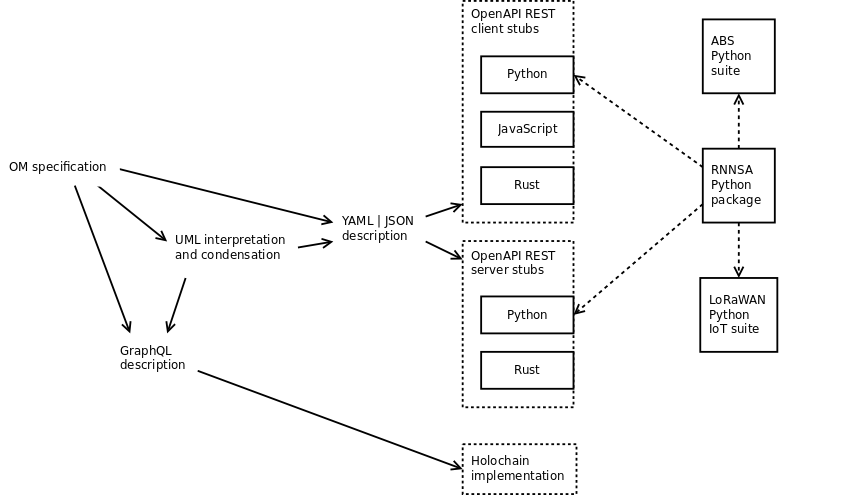 OpenAPI REST
client stubs
Python
JavaScript
Rust
ABS
Python
suite
RNNSA
Python
package
OM specification
UML interpretation
and condensation
YAML | JSON
description
OpenAPI REST
server stubs
Python
Rust
LoRaWAN
Python
IoT suite
GraphQL
description
Holochain
implementation